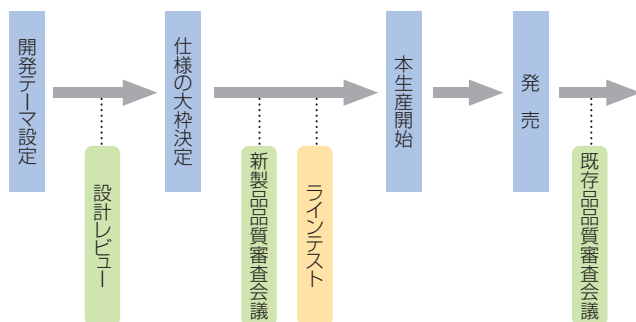 開発テーマ設定
設計レビュー
仕様の大枠決定
新製品品質審査会議
ラインテスト
本生産開始
発売
既存品品質審査会議